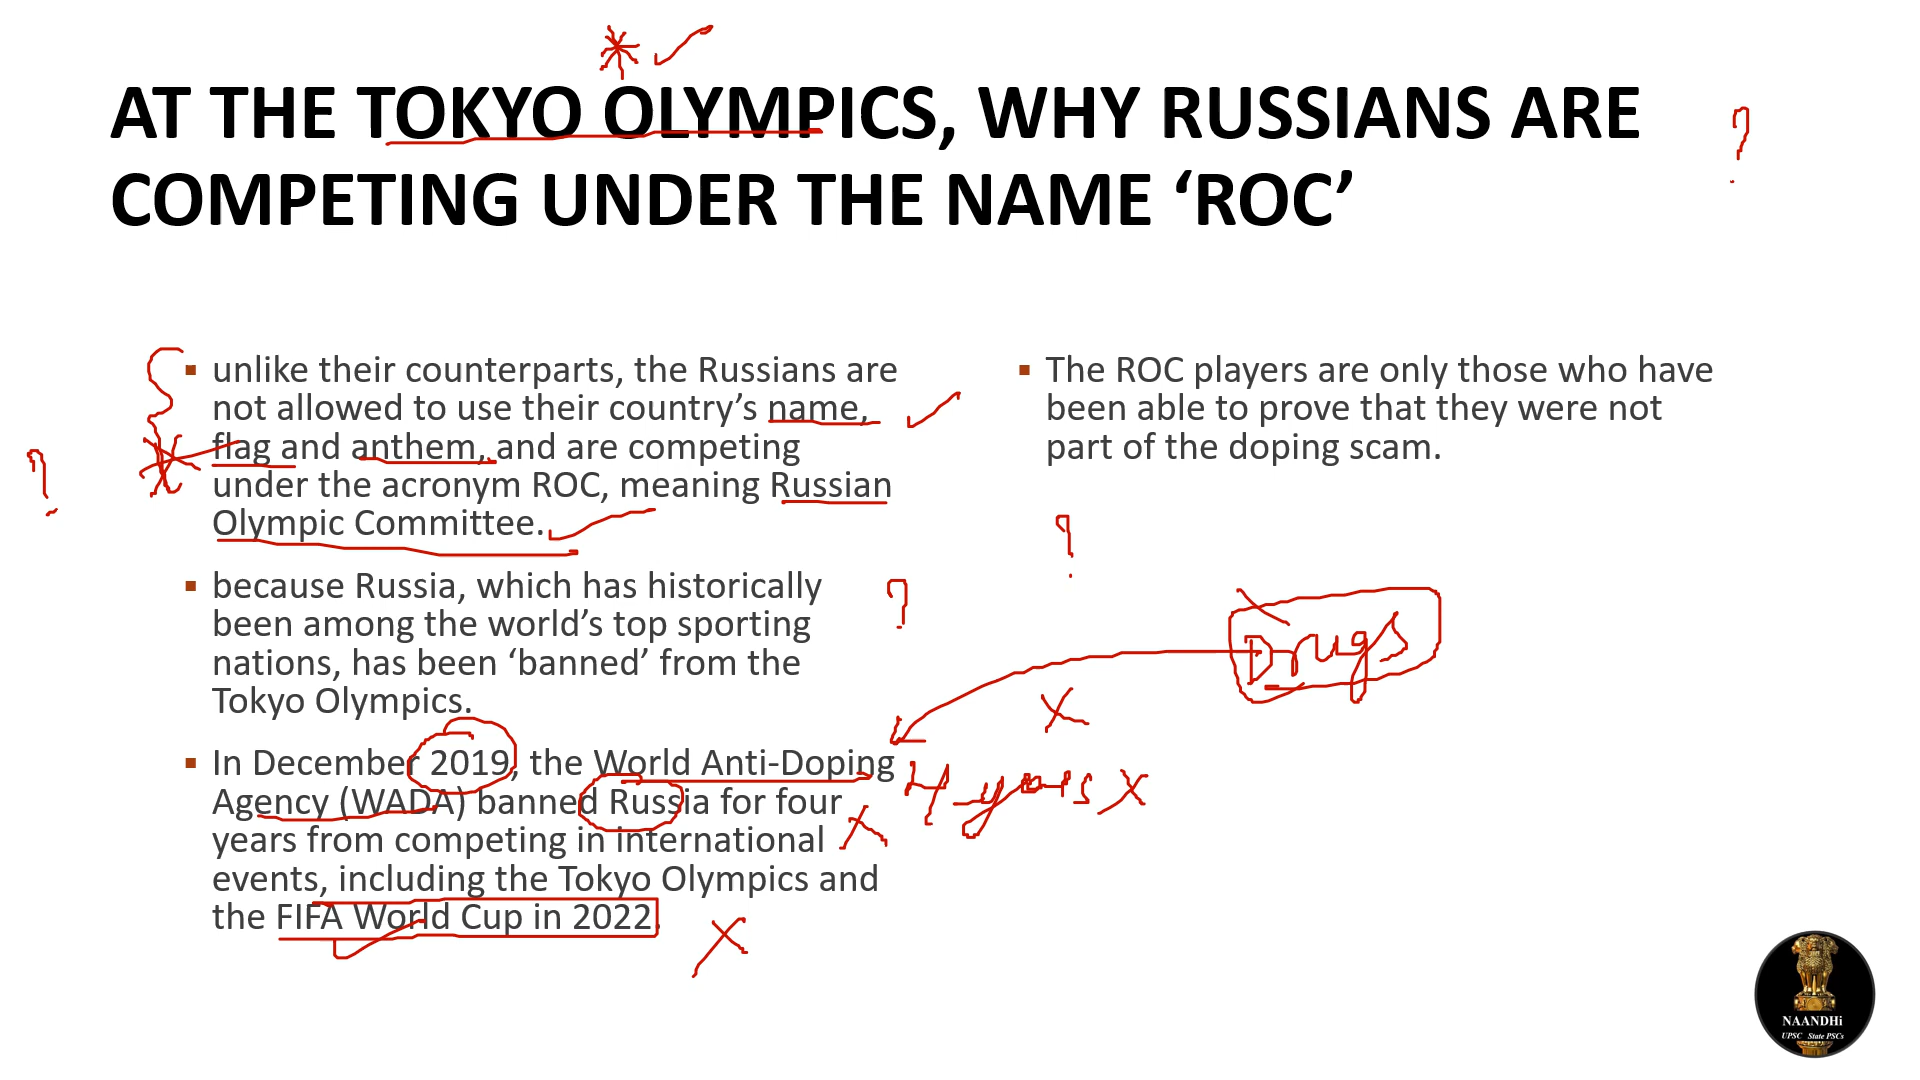 AT THE TOKYO OLYMPICS, WHY RUSSIANS ARE
COMPETING UNDER THE NAME ‘ROC’
?
unlike their counterparts, the Russians are
not allowed to use their country’s name,
flag and anthem, and are competing
under the acronym ROC, meaning Russian
Olympic Committee.
?
because Russia, which has historically
been among the world’s top sporting
nations, has been ‘banned’ from the
Tokyo Olympics.
?
In December 2019, the World Anti-Doping
Agency (WADA) banned Russia for four
years from competing in international
events, including the Tokyo Olympics and
the FIFA World Cup in 2022.
The ROC players are only those who have
been able to prove that they were not
part of the doping scam.
?
Drugs
4 years X
NAANDHi
UPSC State PSCs